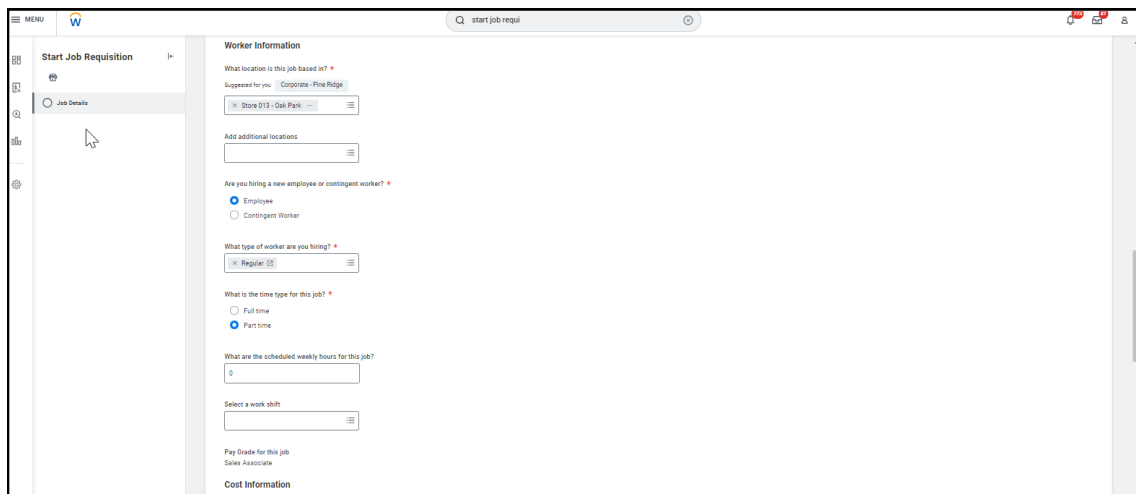 MENU
start job requi
Start Job Requisition
Job Details
Worker Information
What location is this job based in? *
Suggested for you Corporate - Pine Ridge
× Store 013 - Oak Park ...
Add additional locations
Are you hiring a new employee or contingent worker? *
Employee
Contingent Worker
What type of worker are you hiring? *
× Regular
What is the time type for this job? *
Full time
Part time
What are the scheduled weekly hours for this job?
0
Select a work shift
Pay Grade for this job
Sales Associate
Cost Information